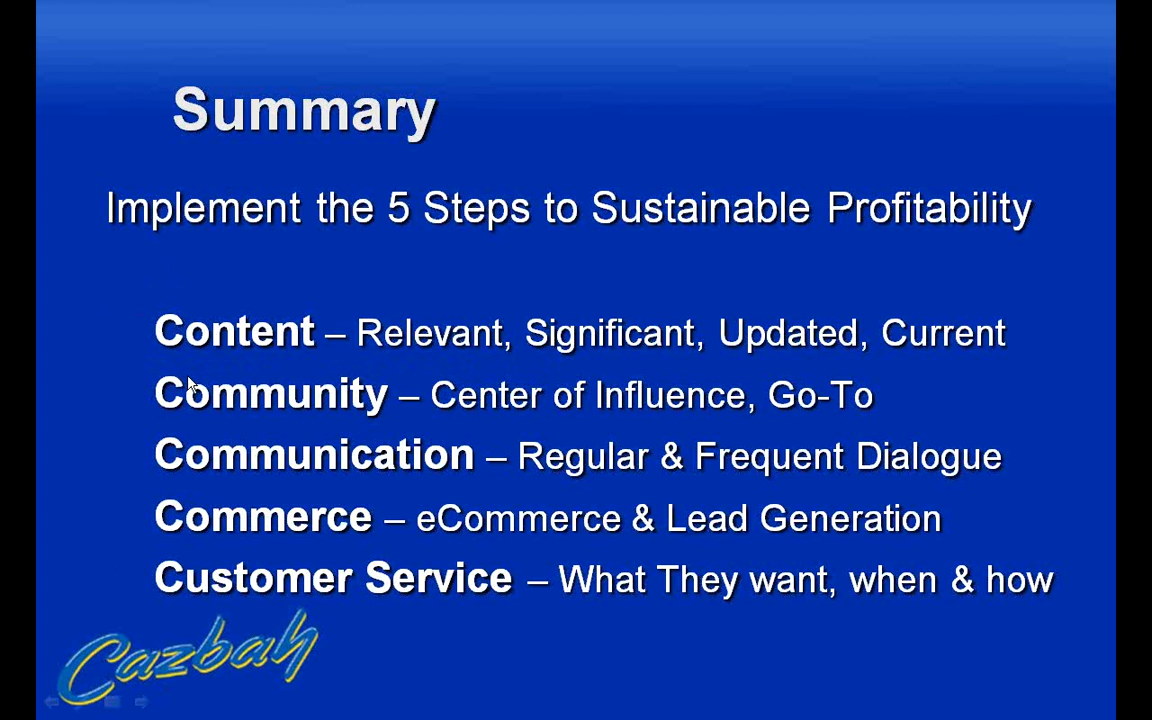 Summary
Implement the 5 Steps to Sustainable Profitability
Content – Relevant, Significant, Updated, Current
Community – Center of Influence, Go-To
Communication – Regular & Frequent Dialogue
Commerce – eCommerce & Lead Generation
Customer Service – What They want, when & how
Cazbah